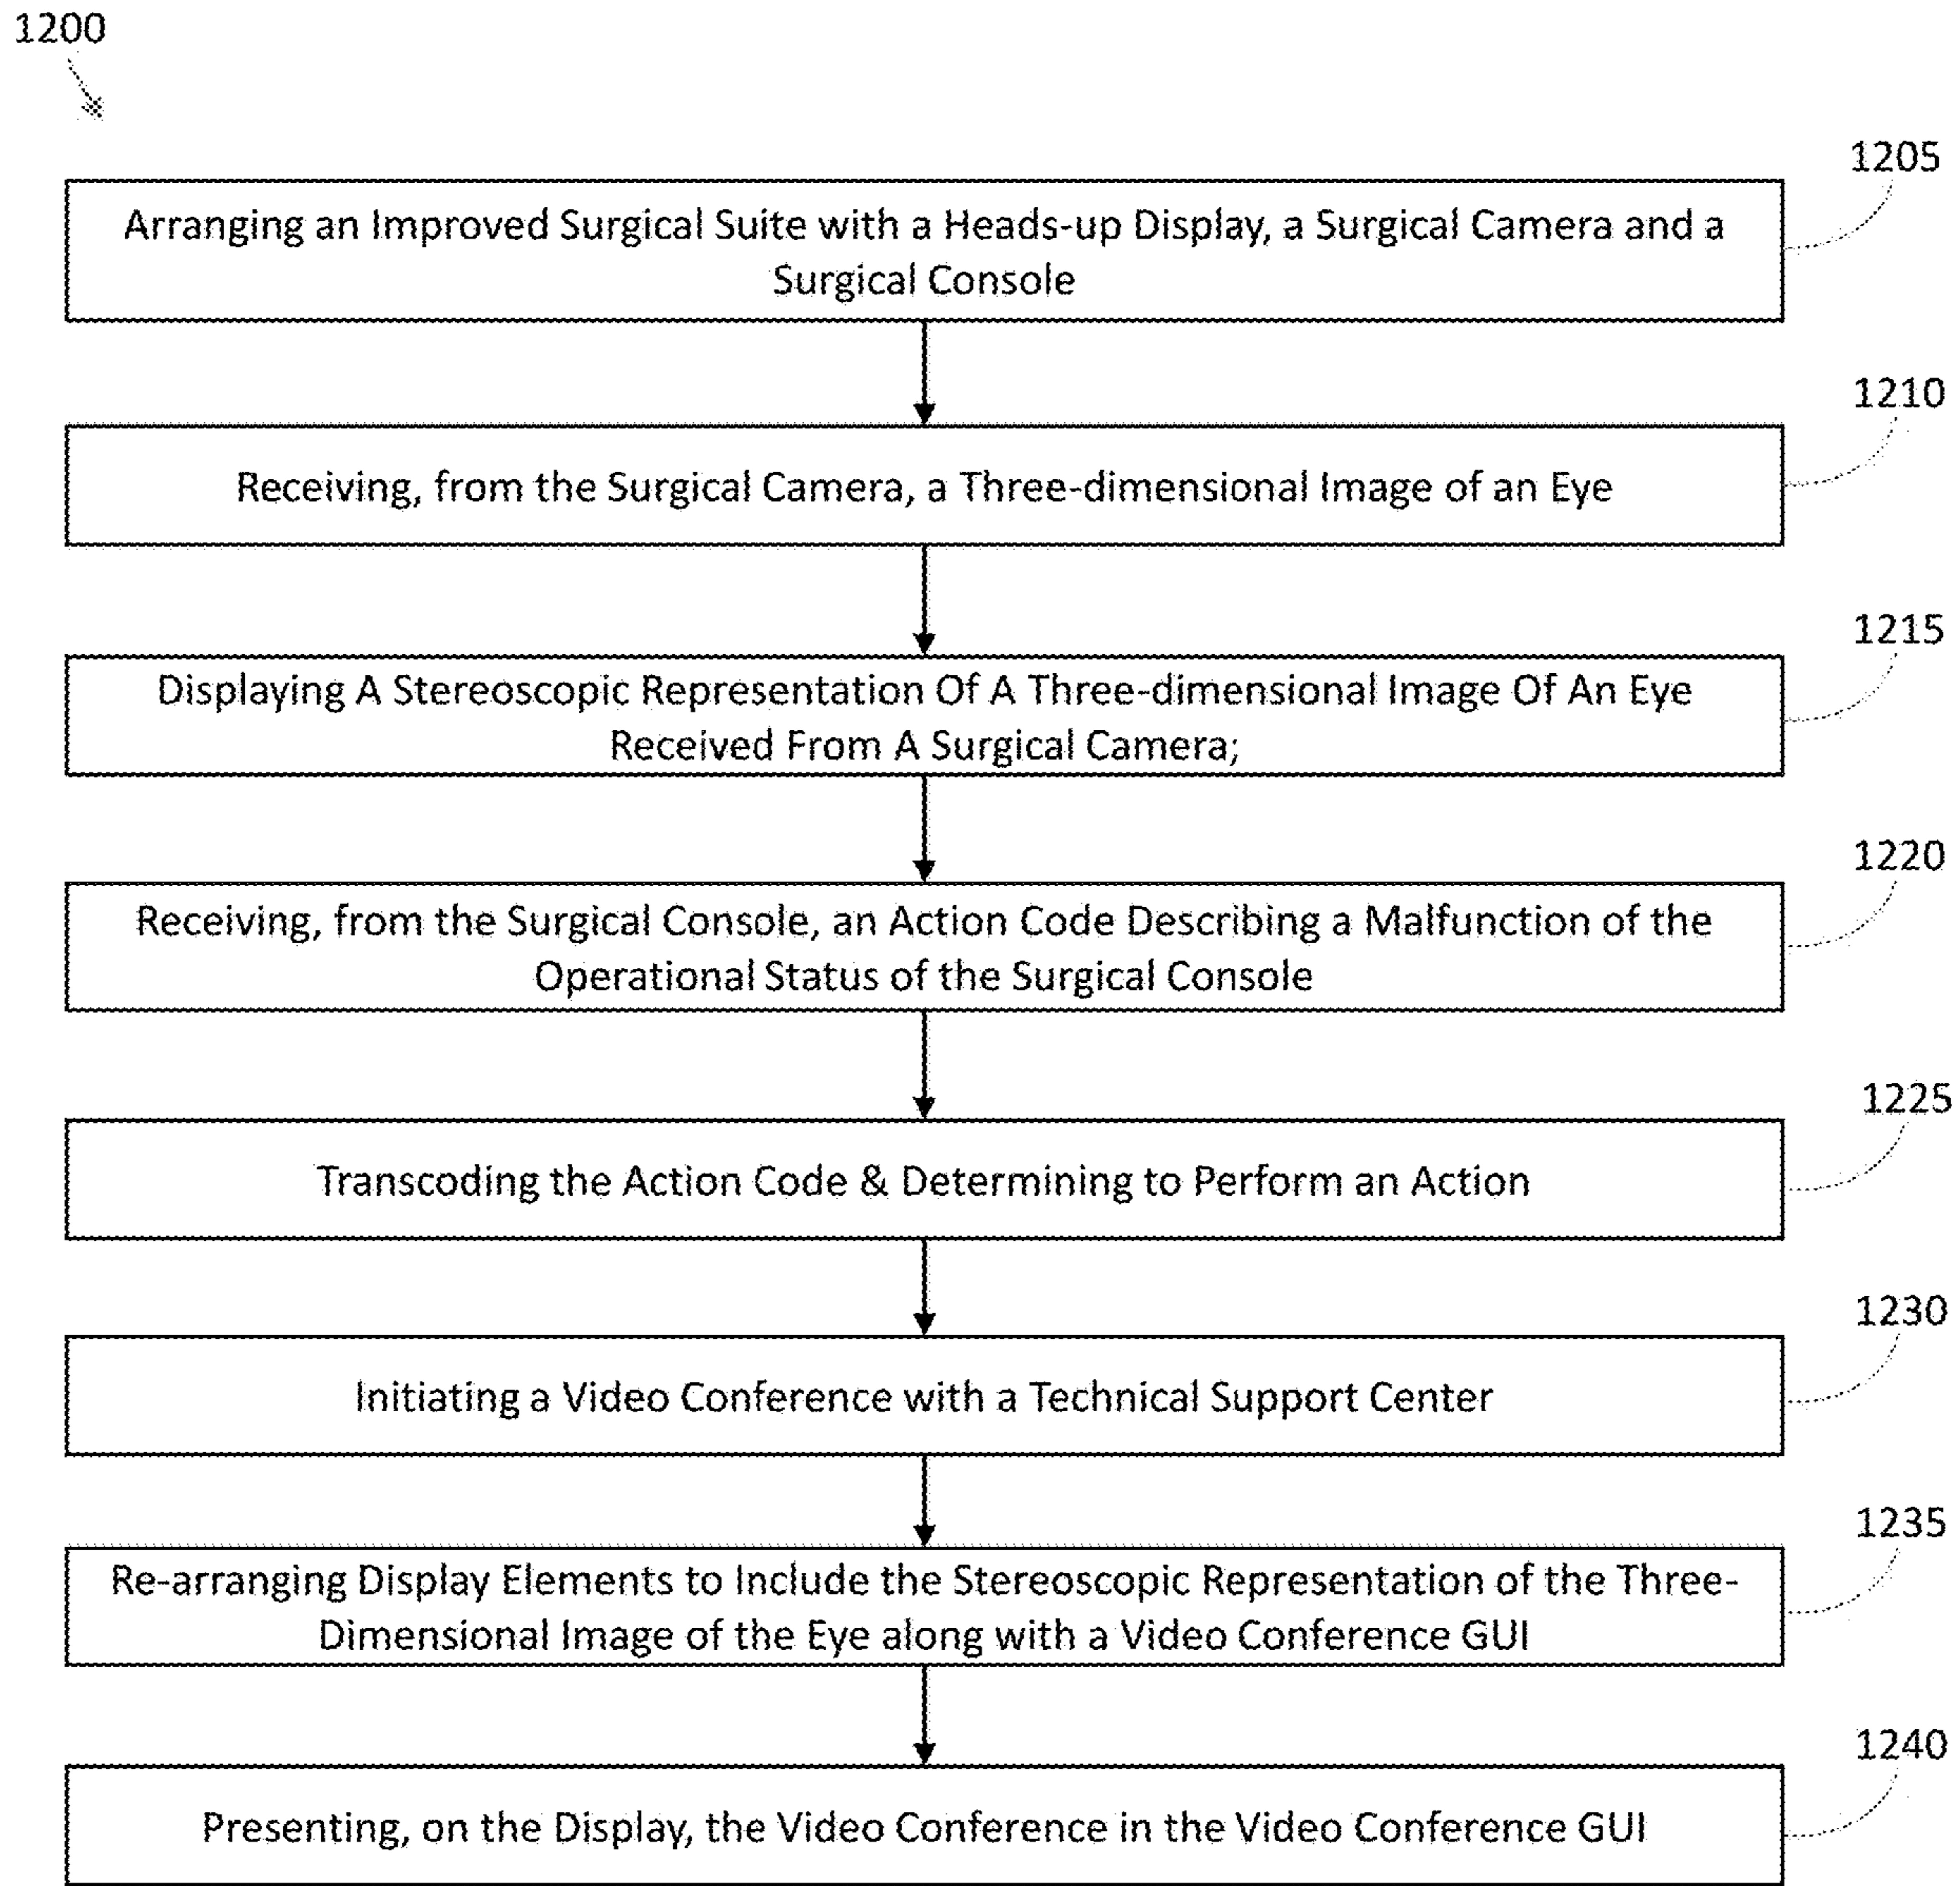 1200
1205
Arranging an Improved Surgical Suite with a Heads-up Display, a Surgical Camera and a
Surgical Console
1210
Receiving, from the Surgical Camera, a Three-dimensional Image of an Eye
1215
Displaying A Stereoscopic Representation Of A Three-dimensional Image Of An Eye
Received From A Surgical Camera;
1220
Receiving, from the Surgical Console, an Action Code Describing a Malfunction of the
Operational Status of the Surgical Console
1225
Transcoding the Action Code & Determining to Perform an Action
1230
Initiating a Video Conference with a Technical Support Center
1235
Re-arranging Display Elements to Include the Stereoscopic Representation of the Three-
Dimensional Image of the Eye along with a Video Conference GUI
1240
Presenting, on the Display, the Video Conference in the Video Conference GUI